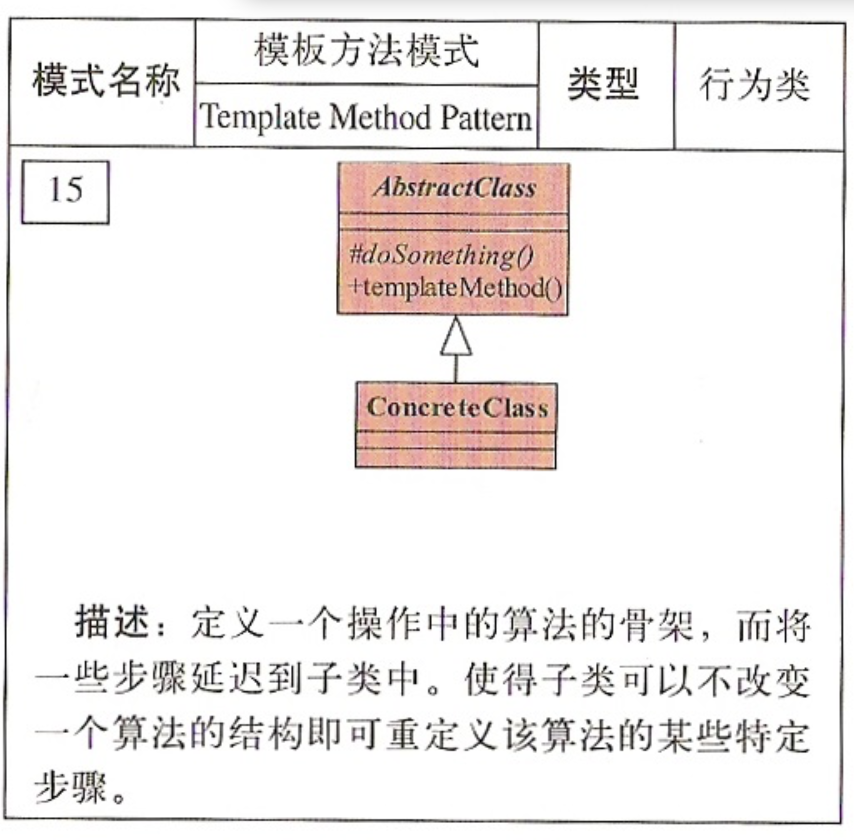 模式名称
模板方法模式
Template Method Pattern
类型
行为类
15
AbstractClass
#doSomething()
+templateMethod()
ConcreteClass
描述：定义一个操作中的算法的骨架，而将
一些步骤延迟到子类中。使得子类可以不改变
一个算法的结构即可重定义该算法的某些特定
步骤。